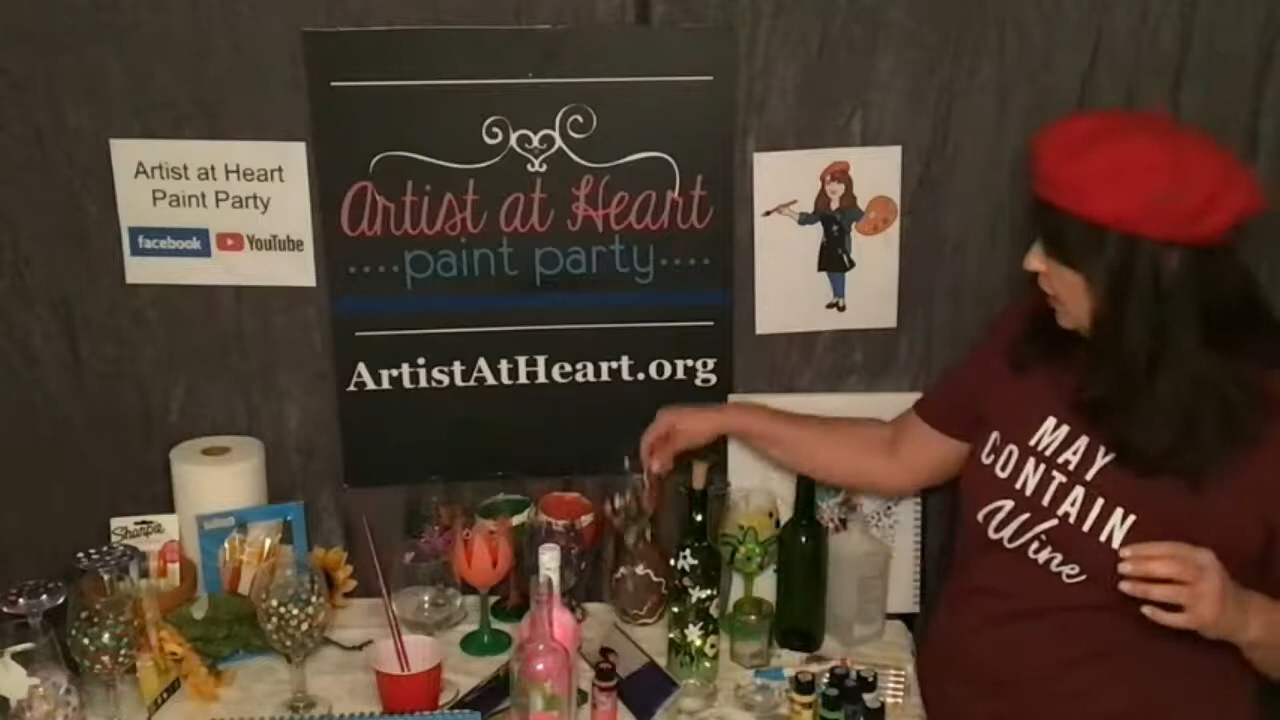 Artist at Heart
Paint Party
facebook YouTube
Artist at Heart
....paint party....
ArtistAtHeart.org
Sharpie
MAY
CONTAIN
Wine